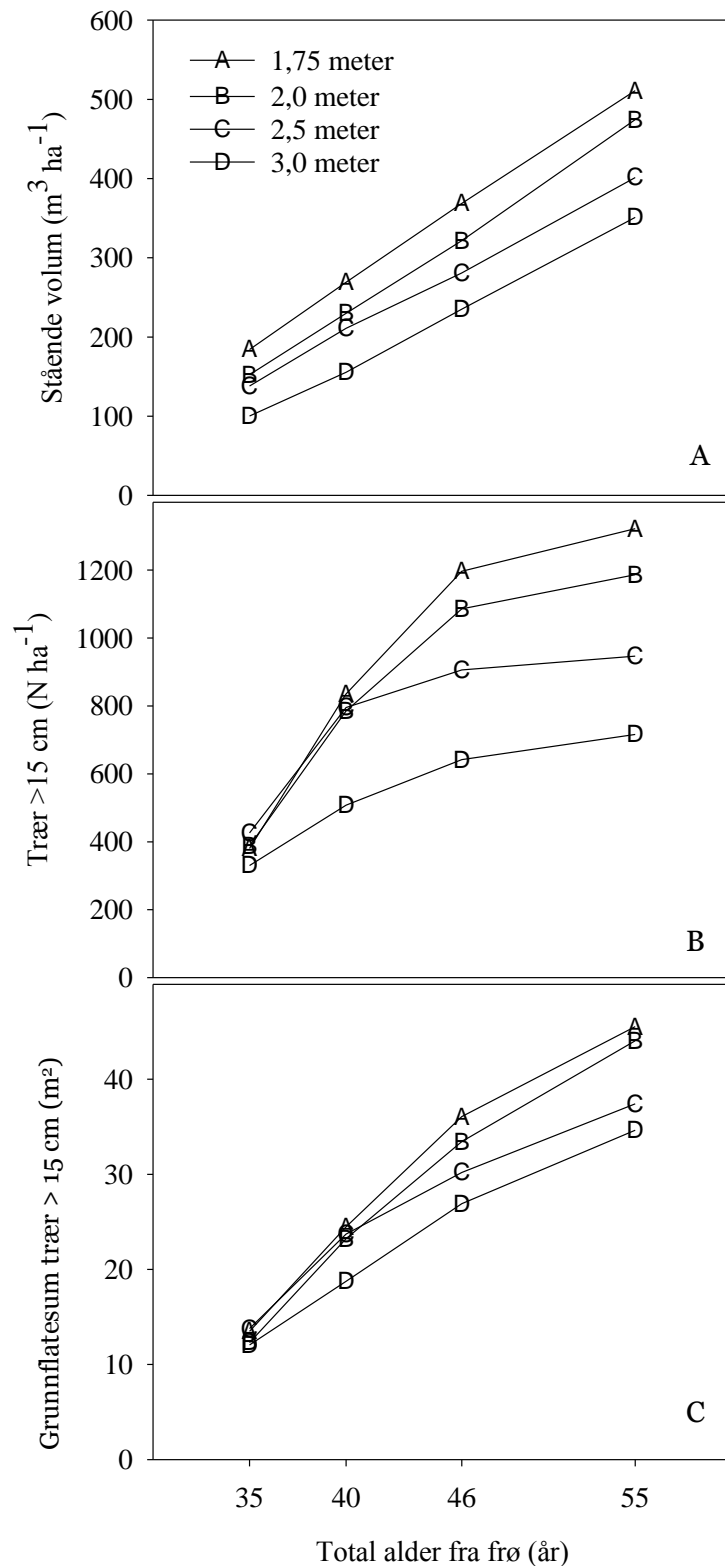 600
500
400
300
200
100
0
Stående volum (m³ ha⁻¹)
A 1,75 meter
B 2,0 meter
C 2,5 meter
D 3,0 meter
A
A
A
A
B
B
B
B
C
C
C
C
D
D
D
D
A
1200
1000
800
600
400
200
0
Trær >15 cm (N ha⁻¹)
A
A
A
A
B
B
B
B
C
C
C
C
D
D
D
D
B
40
30
20
10
0
Grunnflatesum trær > 15 cm (m²)
A
A
A
A
B
B
B
B
C
C
C
C
D
D
D
D
C
35 40 46 55
Total alder fra frø (år)